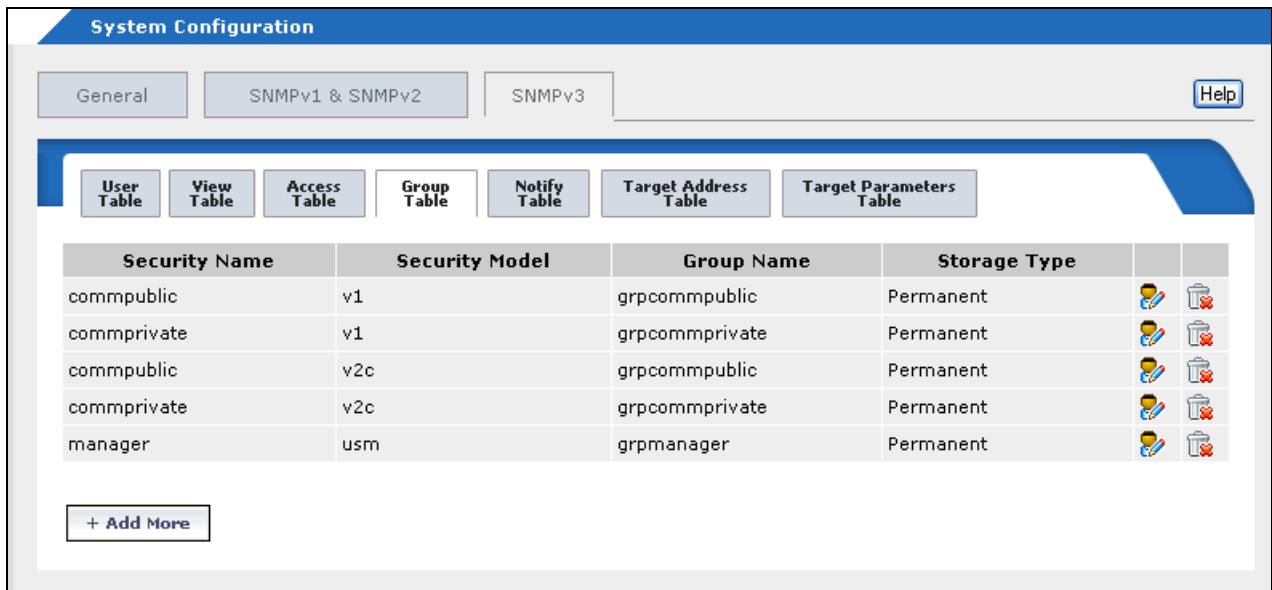 System Configuration
General SNMPv1 & SNMPv2 SNMPv3 Help
User Table View Table Access Table Group Table Notify Table Target Address Table Target Parameters Table
Security Name Security Model Group Name Storage Type
commpublic v1 grpcommpublic Permanent
commprivate v1 grpcommprivate Permanent
commpublic v2c grpcommpublic Permanent
commprivate v2c grpcommprivate Permanent
manager usm grpmanager Permanent
+ Add More